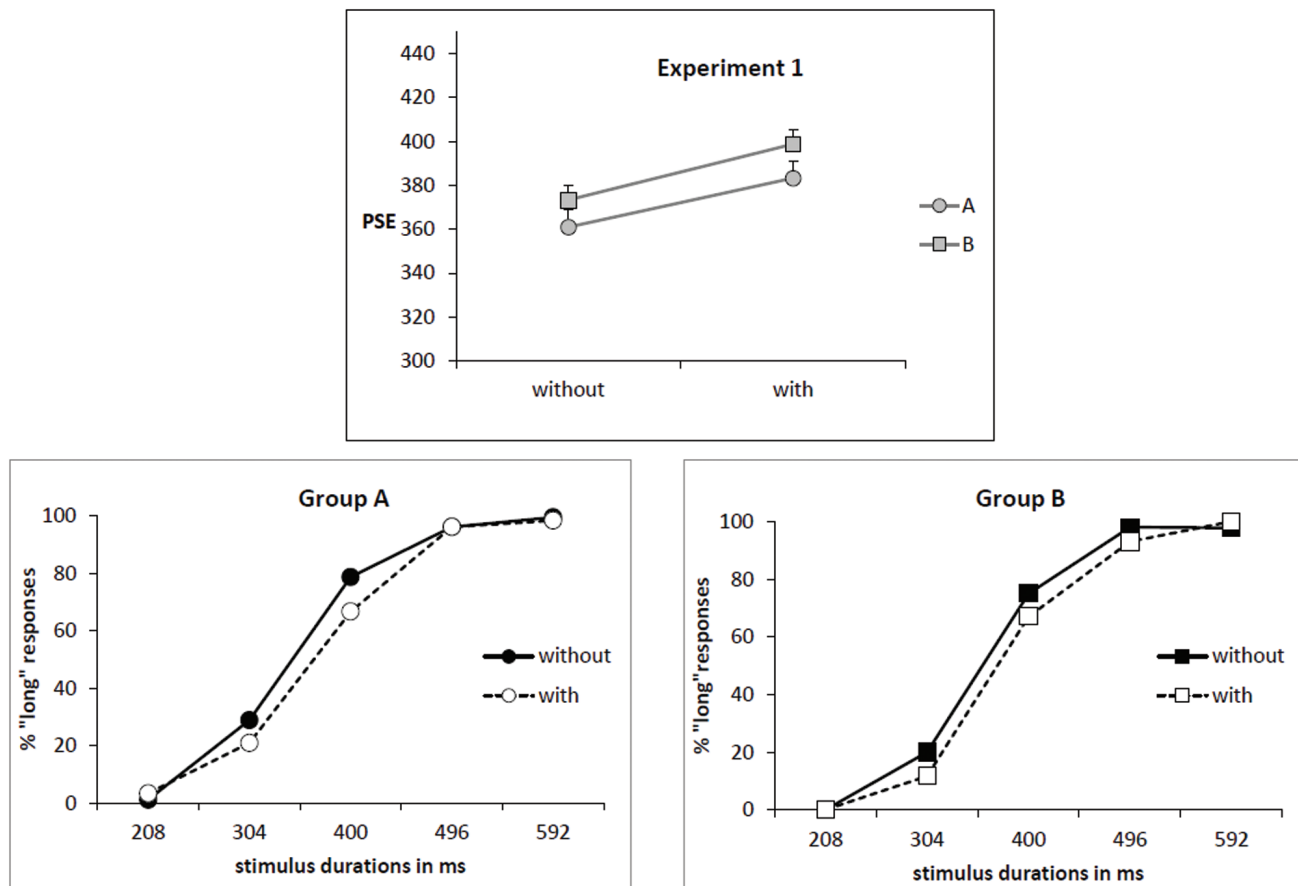 Experiment 1
440
420
400
380
360
340
320
300
PSE
without with
A
B
Group A
100
80
60
40
20
0
% "long" responses
without
with
208 304 400 496 592
stimulus durations in ms
Group B
100
80
60
40
20
0
% "long"responses
without
with
208 304 400 496 592
stimulus durations in ms